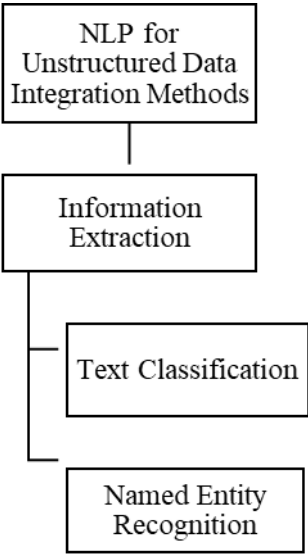 NLP for
Unstructured Data
Integration Methods
Information
Extraction
Text Classification
Named Entity
Recognition